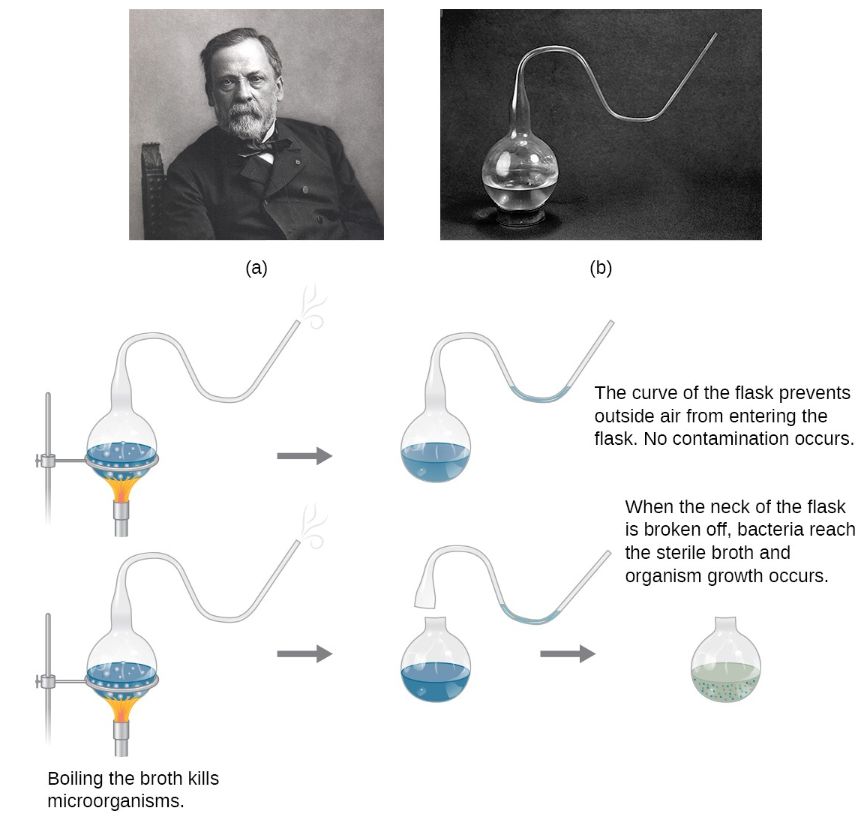 (a)
(b)
The curve of the flask prevents
outside air from entering the
flask. No contamination occurs.
When the neck of the flask
is broken off, bacteria reach
the sterile broth and
organism growth occurs.
Boiling the broth kills
microorganisms.